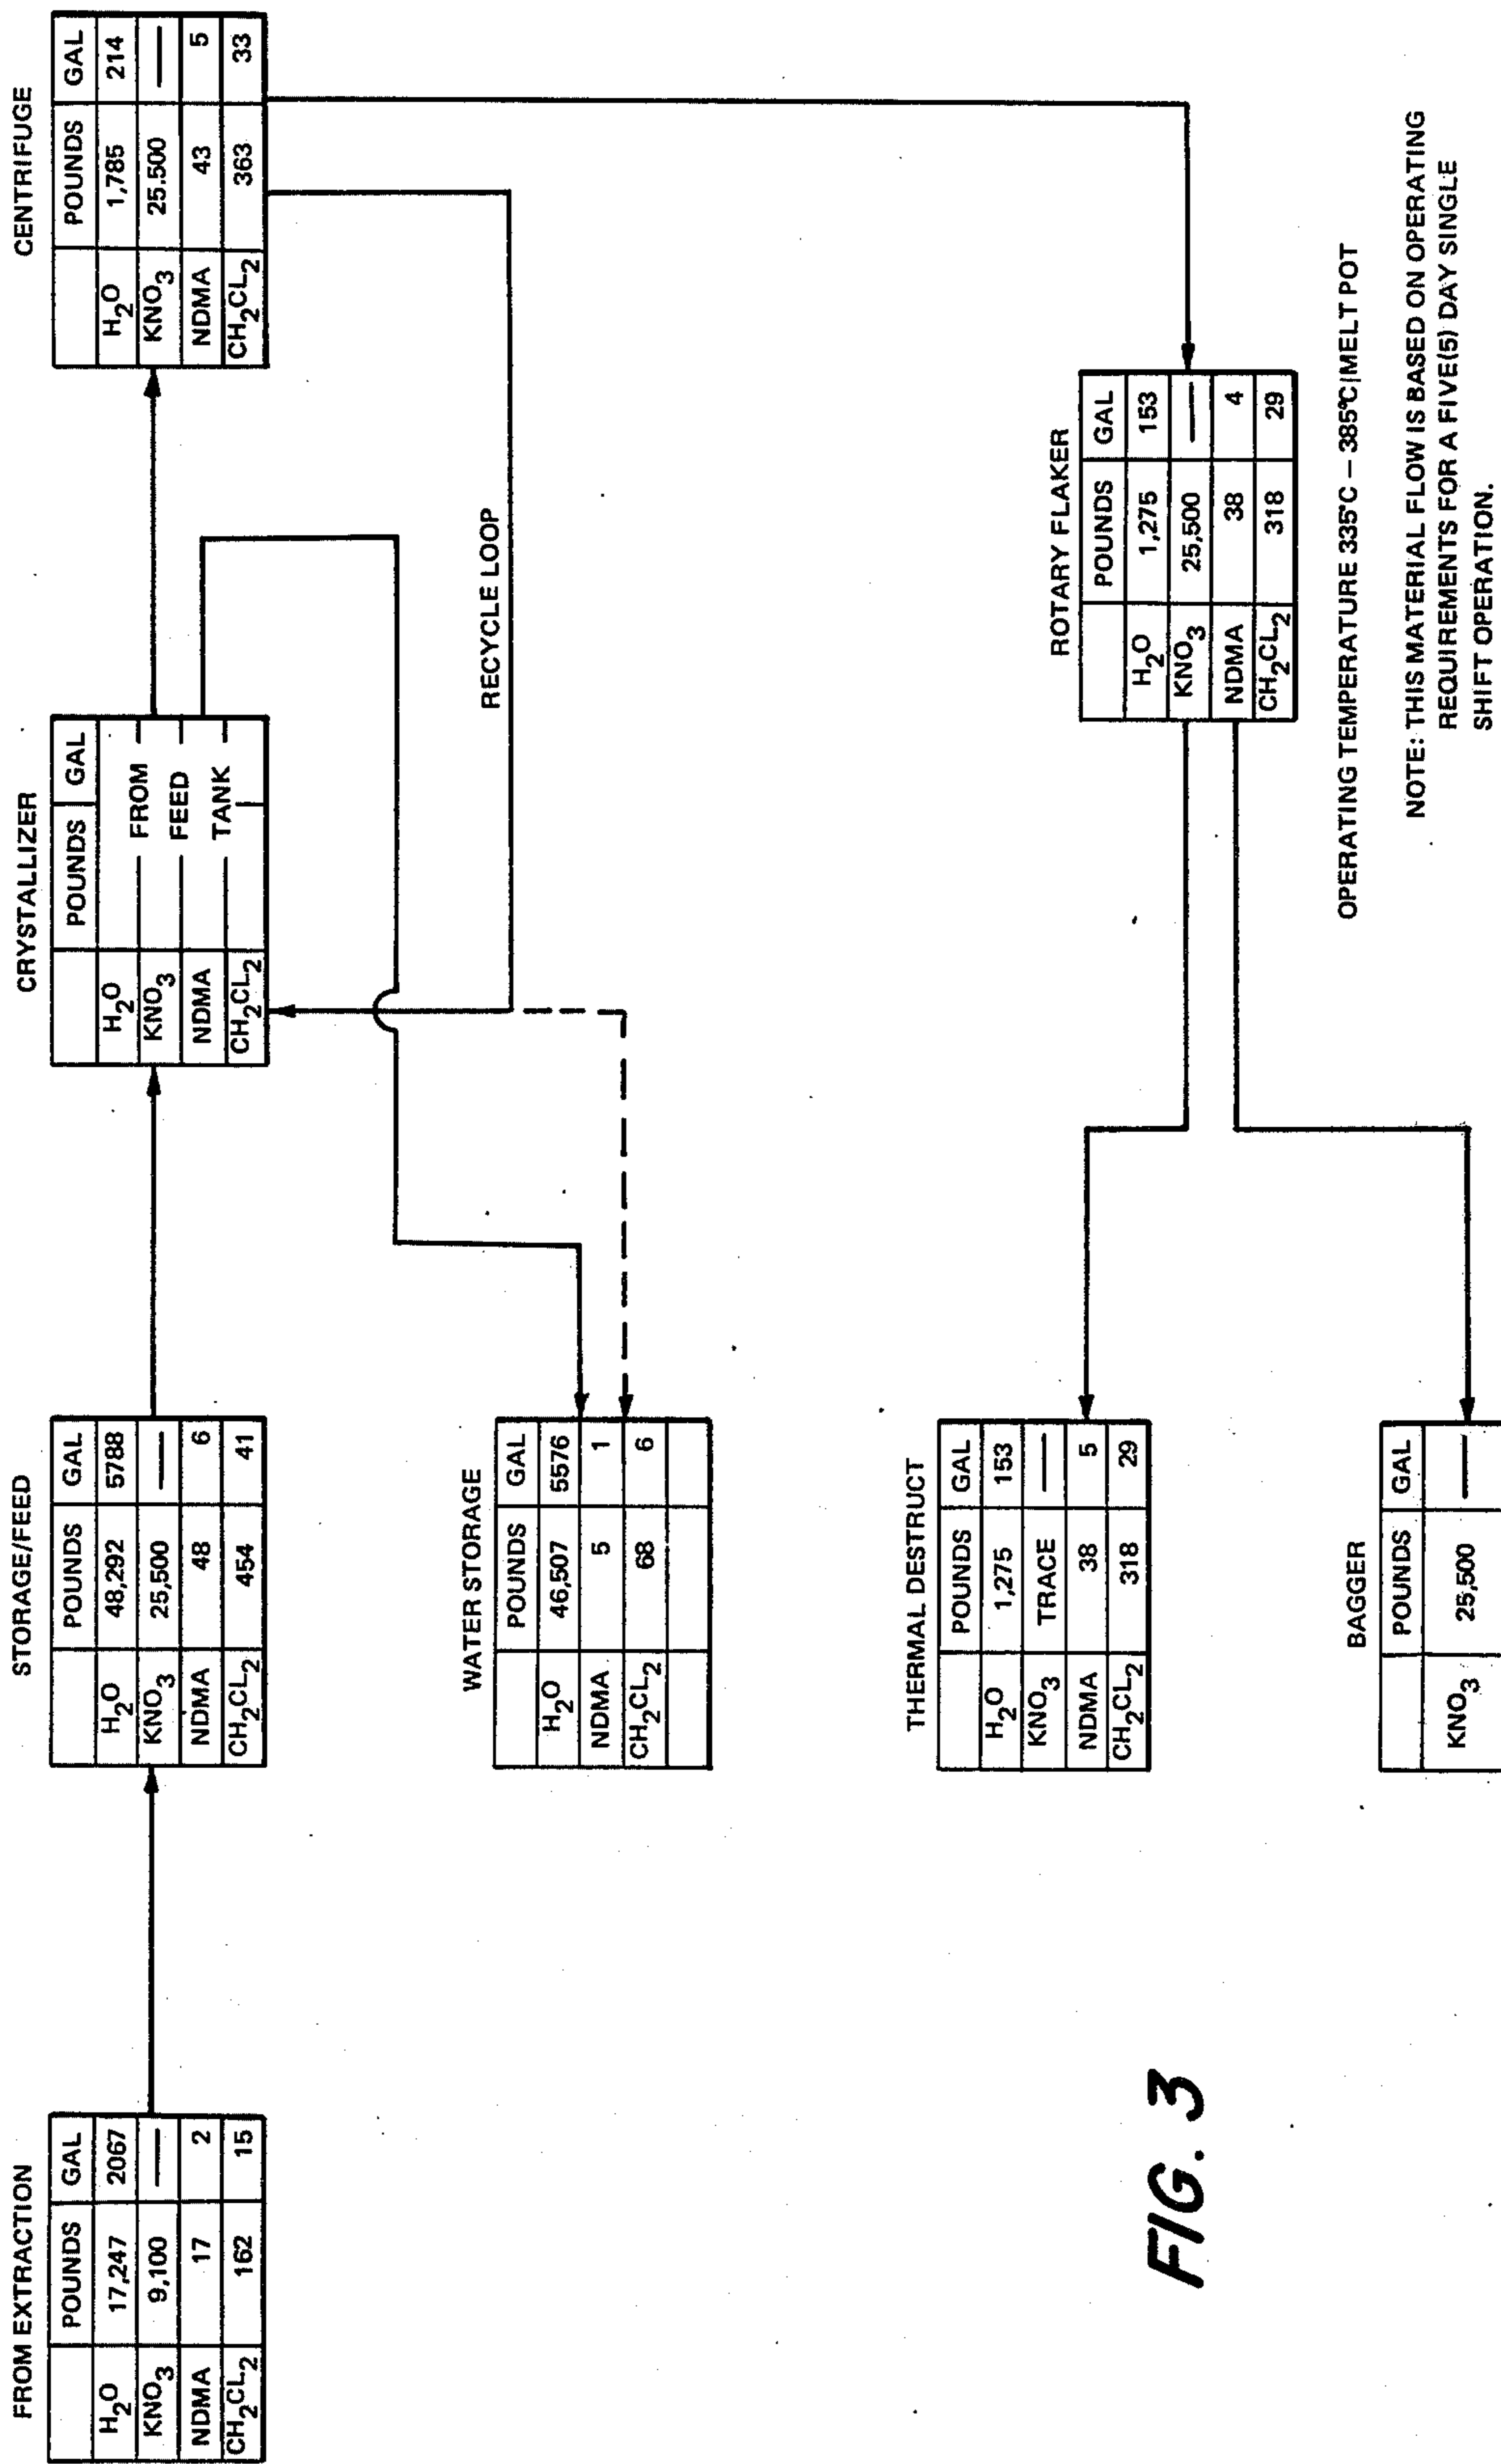 FROM EXTRACTION
POUNDS GAL
H2O 17,247 2067
KNO3 9,100 —
NDMA 17 2
CH2CL2 162 15
STORAGE/FEED
POUNDS GAL
H2O 48,292 5788
KNO3 25,500 —
NDMA 48 6
CH2CL2 454 41
CRYSTALLIZER
POUNDS GAL
H2O
KNO3 — FROM —
NDMA — FEED —
CH2CL2 — TANK —
CENTRIFUGE
POUNDS GAL
H2O 1,785 214
KNO3 25.500 —
NDMA 43 5
CH2CL2 363 33
RECYCLE LOOP
WATER STORAGE
POUNDS GAL
H2O 46,507 5576
NDMA 5 1
CH2CL2 68 6
THERMAL DESTRUCT
POUNDS GAL
H2O 1,275 153
KNO3 TRACE —
NDMA 38 5
CH2CL2 318 29
ROTARY FLAKER
POUNDS GAL
H2O 1,275 153
KNO3 25,500 —
NDMA 38 4
CH2CL2 318 29
OPERATING TEMPERATURE 335°C – 385°C|MELT POT
BAGGER
POUNDS GAL
KNO3 25,500 —
NOTE: THIS MATERIAL FLOW IS BASED ON OPERATING
REQUIREMENTS FOR A FIVE(5) DAY SINGLE
SHIFT OPERATION.
FIG. 3